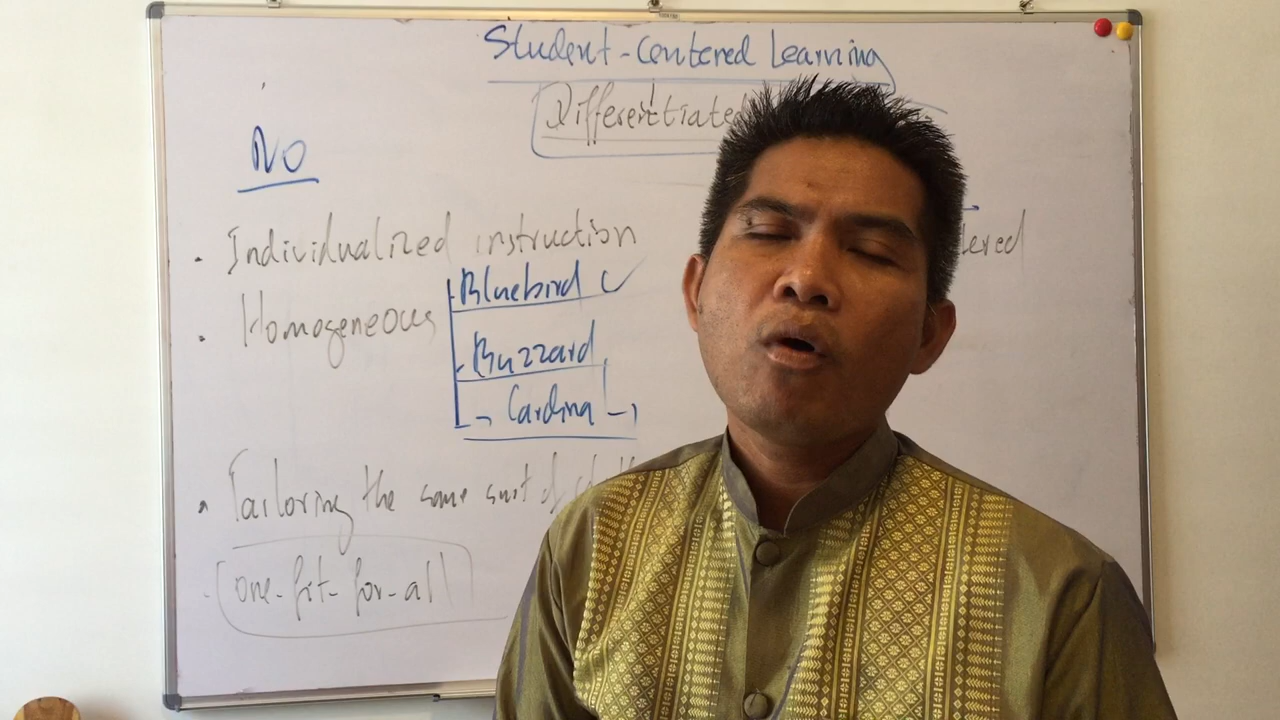 Student-Centered Learning
Differentiated
NO
• Individualized instruction
• Homogeneous
Bluebird ✓
Buzzard
Cardinal
• Tailoring the same suit of
one-fit-for-all